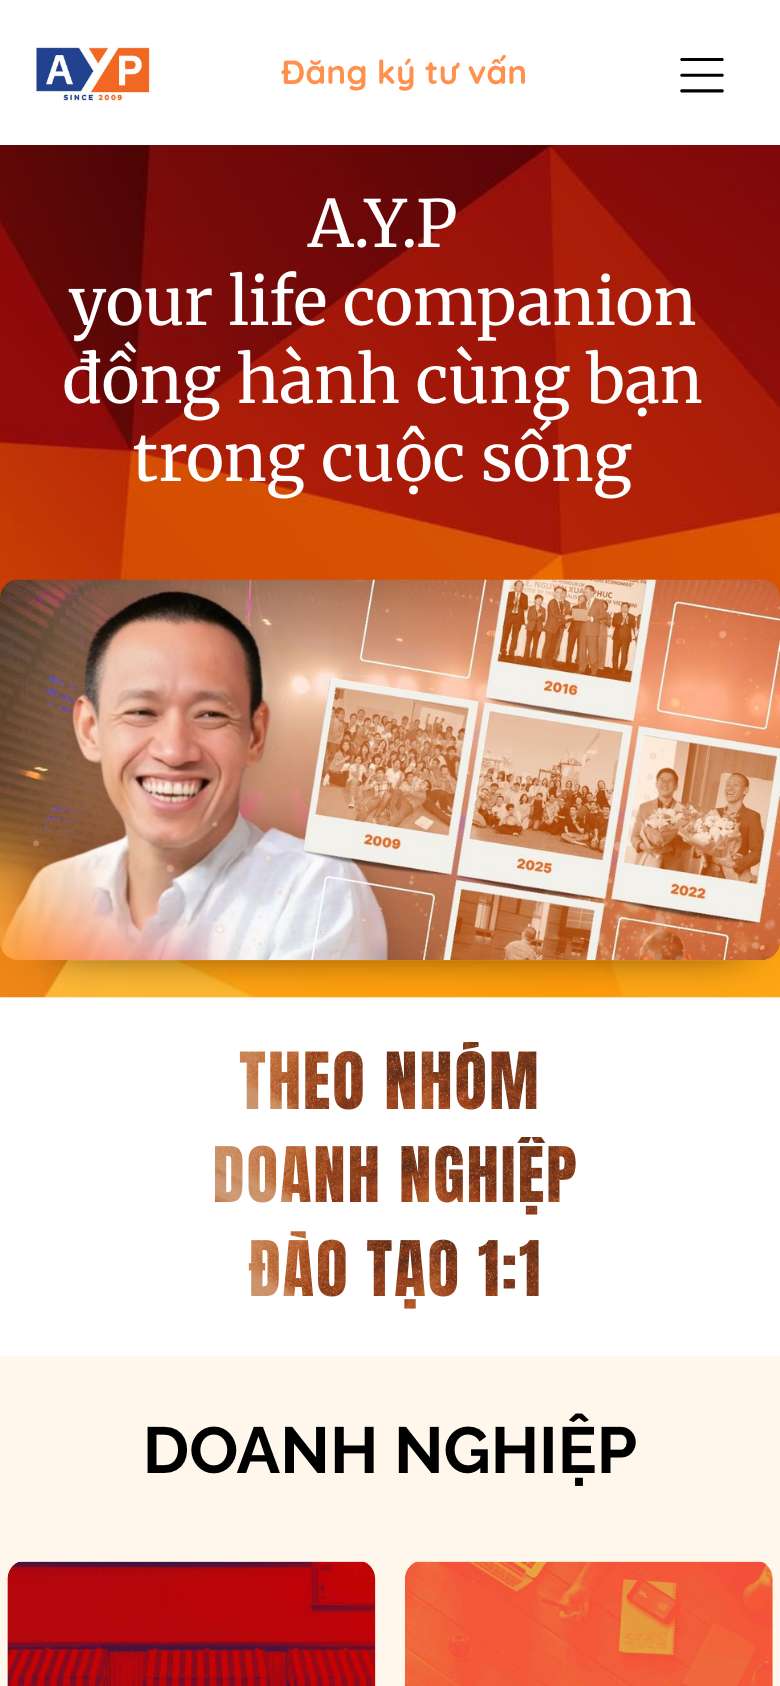 AYP
SINCE 2009
Đăng ký tư vấn
A.Y.P
your life companion
đồng hành cùng bạn
trong cuộc sống
2016
2009
2025
2022
THEO NHÓM
DOANH NGHIỆP
ĐÀO TẠO 1:1
DOANH NGHIỆP